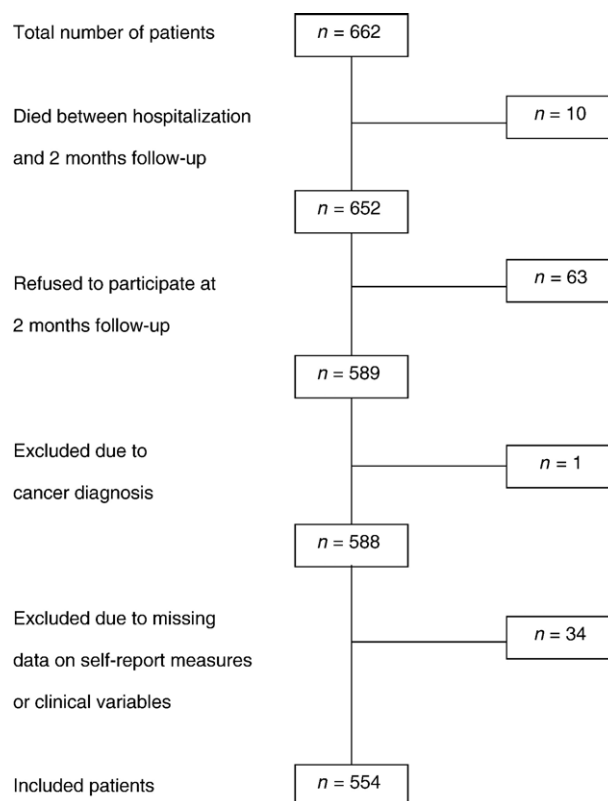 Total number of patients
n = 662
Died between hospitalization
and 2 months follow-up
n = 10
n = 652
Refused to participate at
2 months follow-up
n = 63
n = 589
Excluded due to
cancer diagnosis
n = 1
n = 588
Excluded due to missing
data on self-report measures
or clinical variables
n = 34
Included patients
n = 554